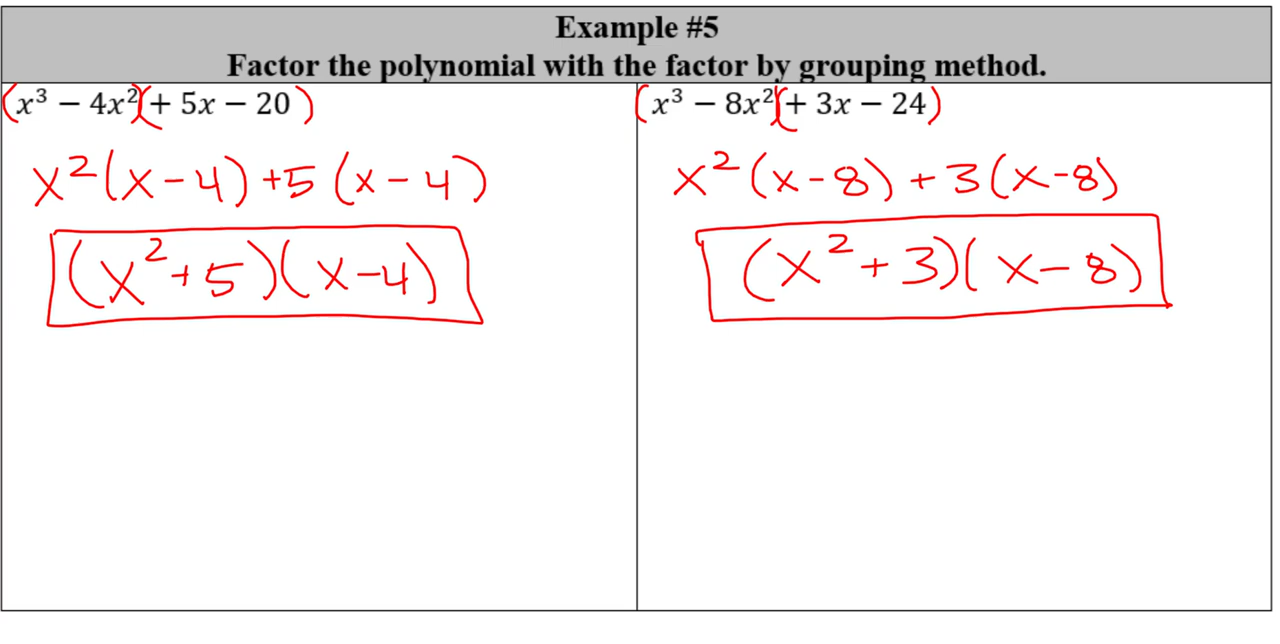 Example #5
Factor the polynomial with the factor by grouping method.
(x³ − 4x²)(+ 5x − 20)
x²(x−4)+5(x−4)
(x²+5)(x−4)
(x³ − 8x²)(+ 3x − 24)
x²(x−8)+3(x−8)
(x²+3)(x−8)